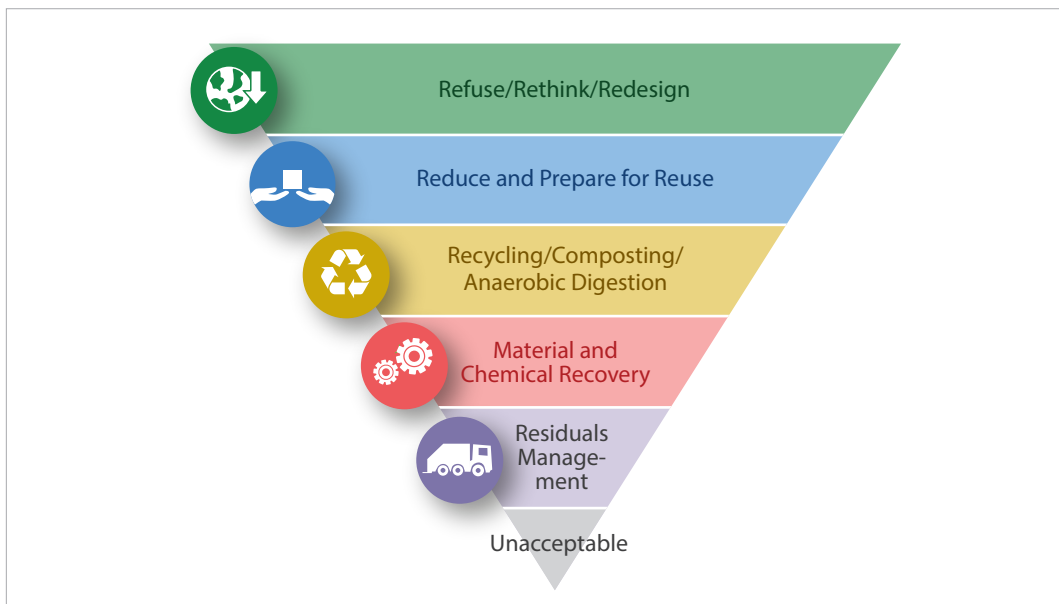 Refuse/Rethink/Redesign
Reduce and Prepare for Reuse
Recycling/Composting/
Anaerobic Digestion
Material and
Chemical Recovery
Residuals
Manage-
ment
Unacceptable